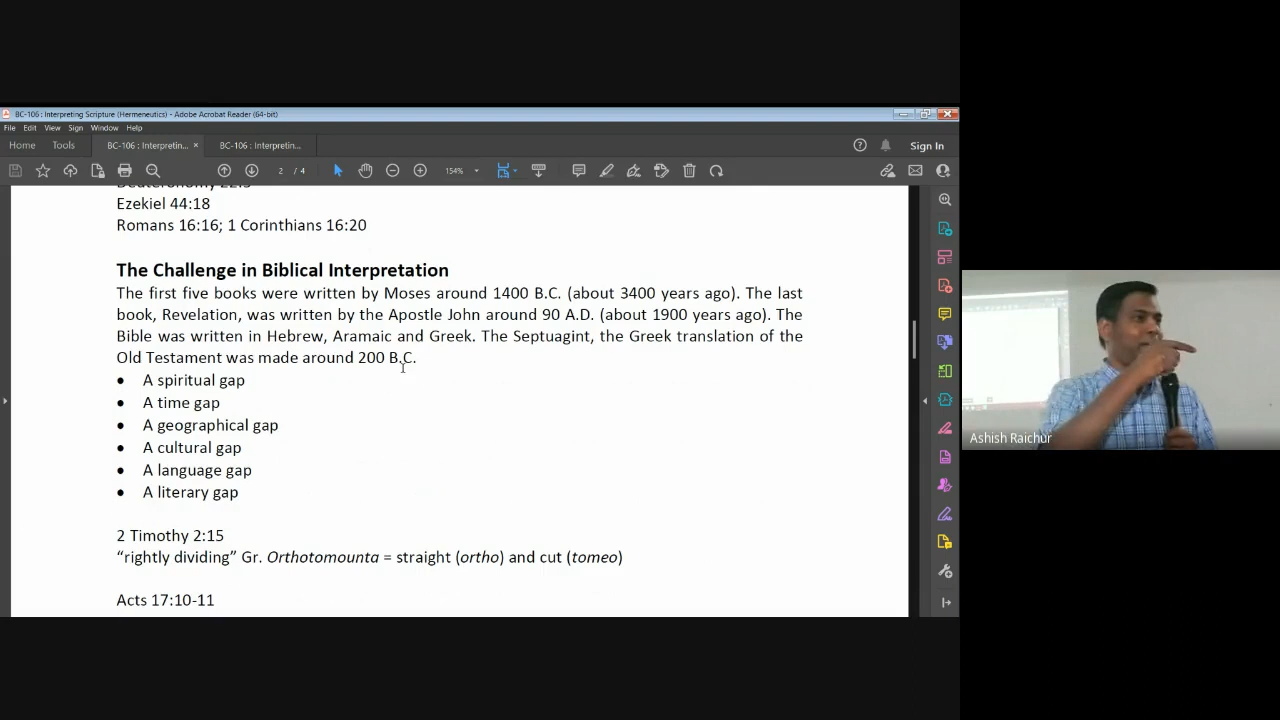 BC-106 : Interpreting Scripture (Hermeneutics) - Adobe Acrobat Reader (64-bit)
File Edit View Sign Window Help
Home Tools BC-106 : Interpretin... × BC-106 : Interpretin... Sign In
2 / 4 154%
Deuteronomy 22:5
Ezekiel 44:18
Romans 16:16; 1 Corinthians 16:20
The Challenge in Biblical Interpretation
The first five books were written by Moses around 1400 B.C. (about 3400 years ago). The last
book, Revelation, was written by the Apostle John around 90 A.D. (about 1900 years ago). The
Bible was written in Hebrew, Aramaic and Greek. The Septuagint, the Greek translation of the
Old Testament was made around 200 B.C.
• A spiritual gap
• A time gap
• A geographical gap
• A cultural gap
• A language gap
• A literary gap
2 Timothy 2:15
“rightly dividing” Gr. Orthotomounta = straight (ortho) and cut (tomeo)
Acts 17:10-11
Ashish Raichur